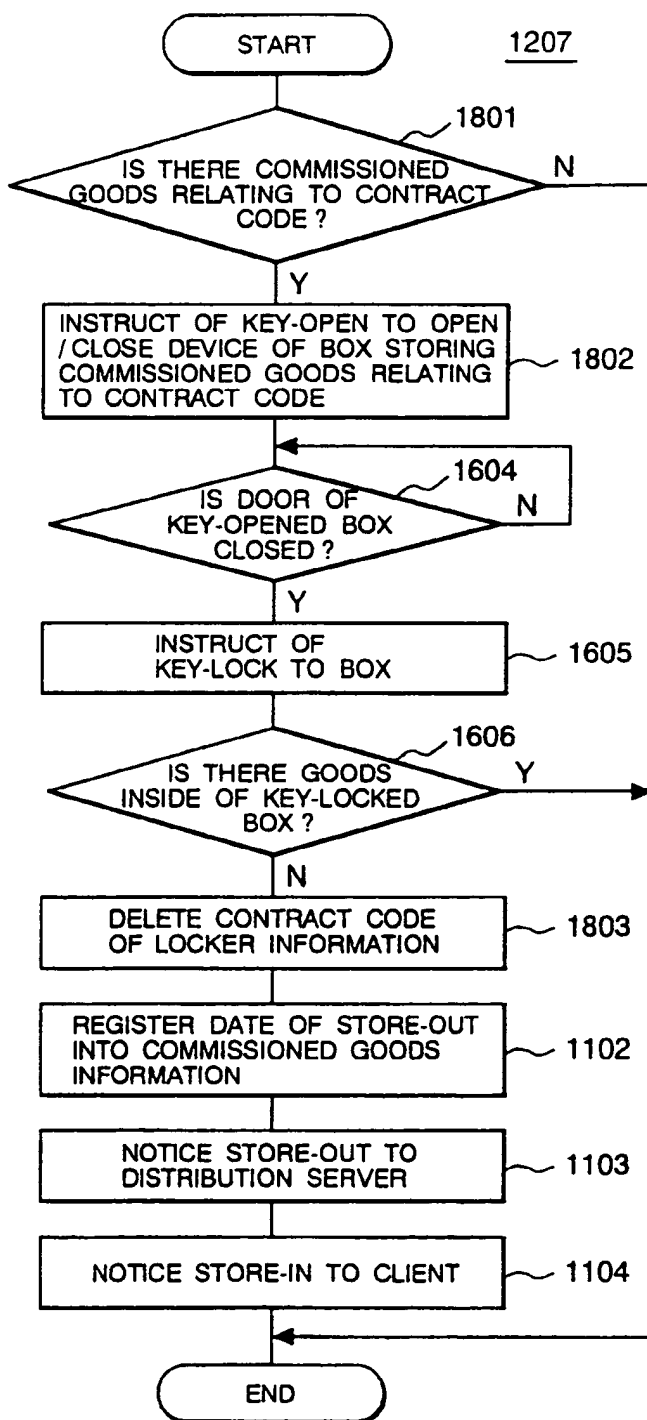 START
1207
1801
IS THERE COMMISSIONED
GOODS RELATING TO CONTRACT
CODE ?
N
Y
INSTRUCT OF KEY-OPEN TO OPEN
/ CLOSE DEVICE OF BOX STORING
COMMISSIONED GOODS RELATING
TO CONTRACT CODE
1802
1604
IS DOOR OF
KEY-OPENED BOX
CLOSED ?
N
Y
INSTRUCT OF
KEY-LOCK TO BOX
1605
1606
IS THERE GOODS
INSIDE OF KEY-LOCKED
BOX ?
Y
N
DELETE CONTRACT CODE
OF LOCKER INFORMATION
1803
REGISTER DATE OF STORE-OUT
INTO COMMISSIONED GOODS
INFORMATION
1102
NOTICE STORE-OUT TO
DISTRIBUTION SERVER
1103
NOTICE STORE-IN TO CLIENT
1104
END